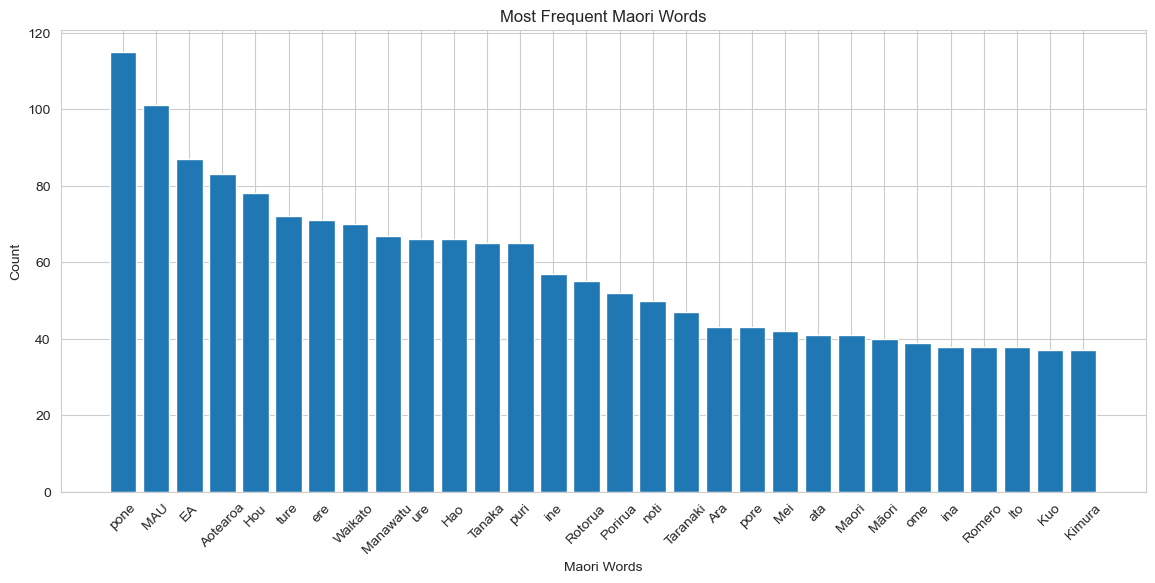 Most Frequent Maori Words
120
100
80
60
40
20
0
Count
pone
MAU
EA
Aotearoa
Hou
ture
ere
Waikato
Manawatu
ure
Hao
Tanaka
puri
ine
Rotorua
Porirua
noti
Taranaki
Ara
pore
Mei
ata
Maori
Māori
ome
ina
Romero
Ito
Kuo
Kimura
Maori Words